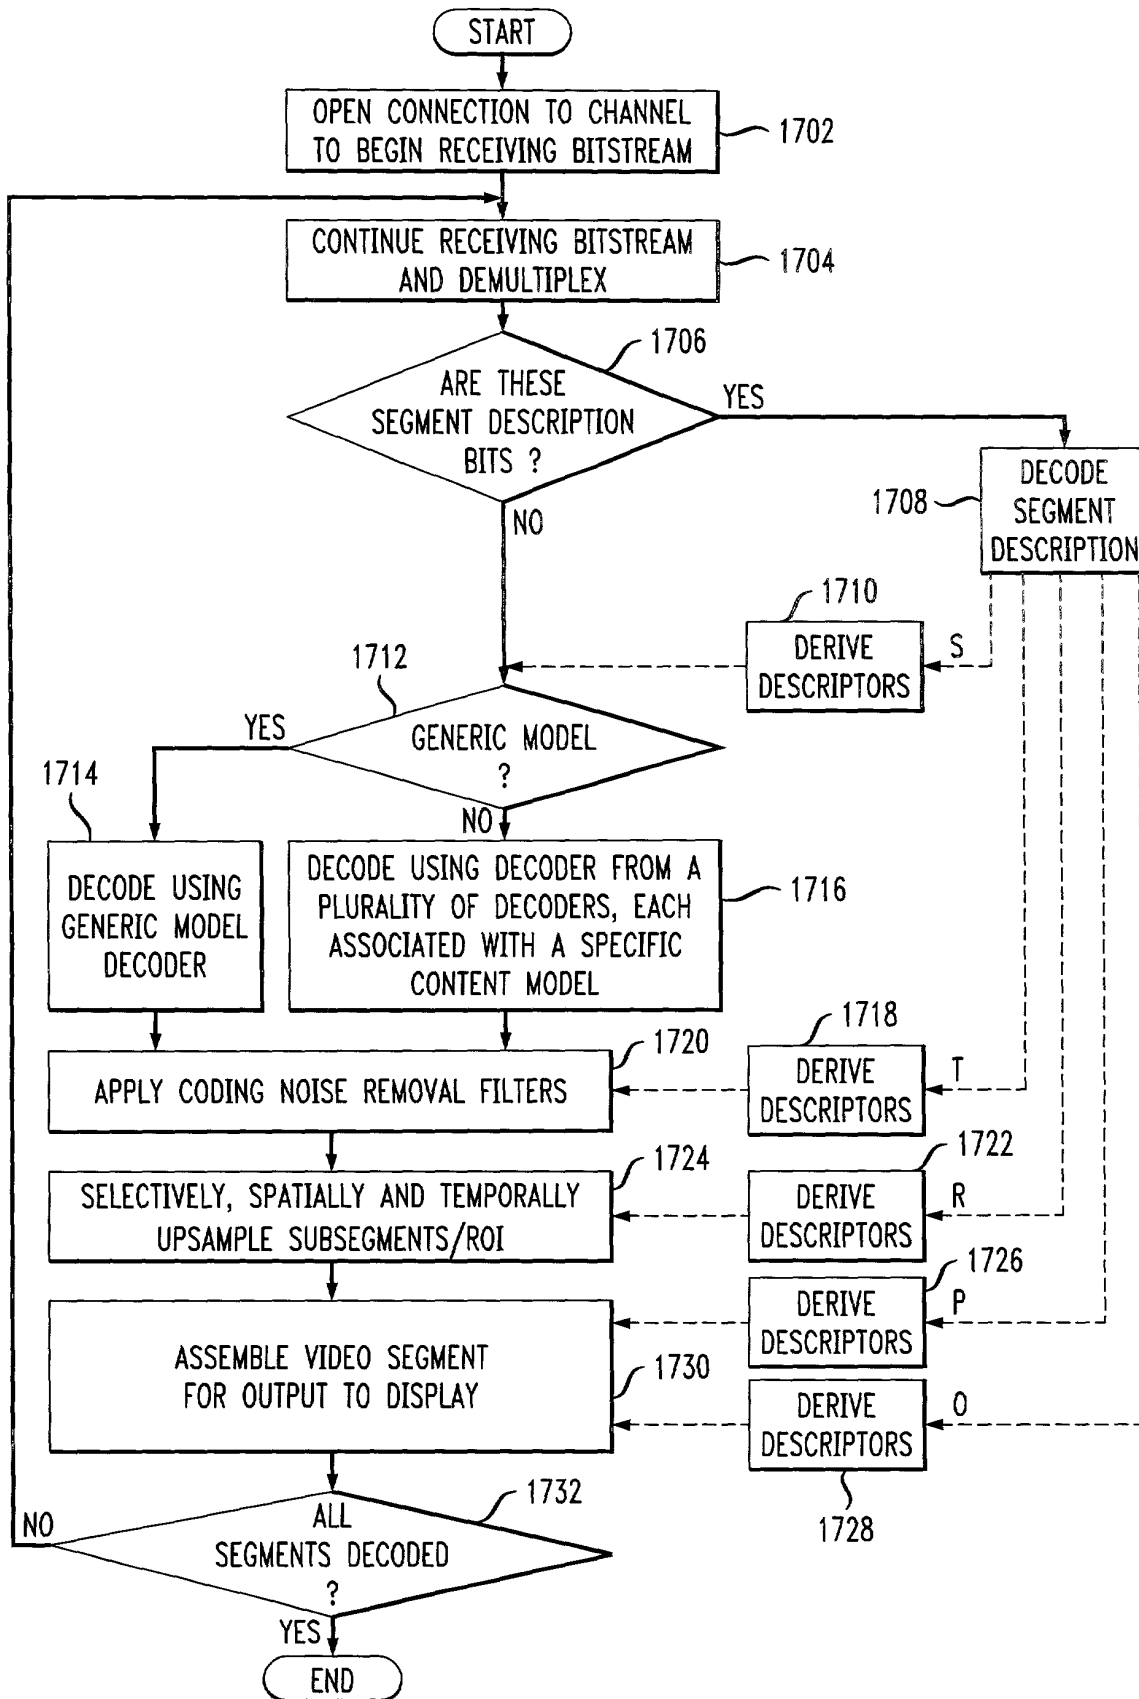 START
OPEN CONNECTION TO CHANNEL
TO BEGIN RECEIVING BITSTREAM
1702
CONTINUE RECEIVING BITSTREAM
AND DEMULTIPLEX
1704
1706
ARE THESE
SEGMENT DESCRIPTION
BITS ?
YES
NO
1708
DECODE
SEGMENT
DESCRIPTION
1710
DERIVE
DESCRIPTORS
S
1712
GENERIC MODEL
?
YES
NO
1714
DECODE USING
GENERIC MODEL
DECODER
DECODE USING DECODER FROM A
PLURALITY OF DECODERS, EACH
ASSOCIATED WITH A SPECIFIC
CONTENT MODEL
1716
1718
DERIVE
DESCRIPTORS
T
1720
APPLY CODING NOISE REMOVAL FILTERS
1722
DERIVE
DESCRIPTORS
R
1724
SELECTIVELY, SPATIALLY AND TEMPORALLY
UPSAMPLE SUBSEGMENTS/ROI
1726
DERIVE
DESCRIPTORS
P
ASSEMBLE VIDEO SEGMENT
FOR OUTPUT TO DISPLAY
1730
DERIVE
DESCRIPTORS
O
1728
1732
ALL
SEGMENTS DECODED
?
NO
YES
END